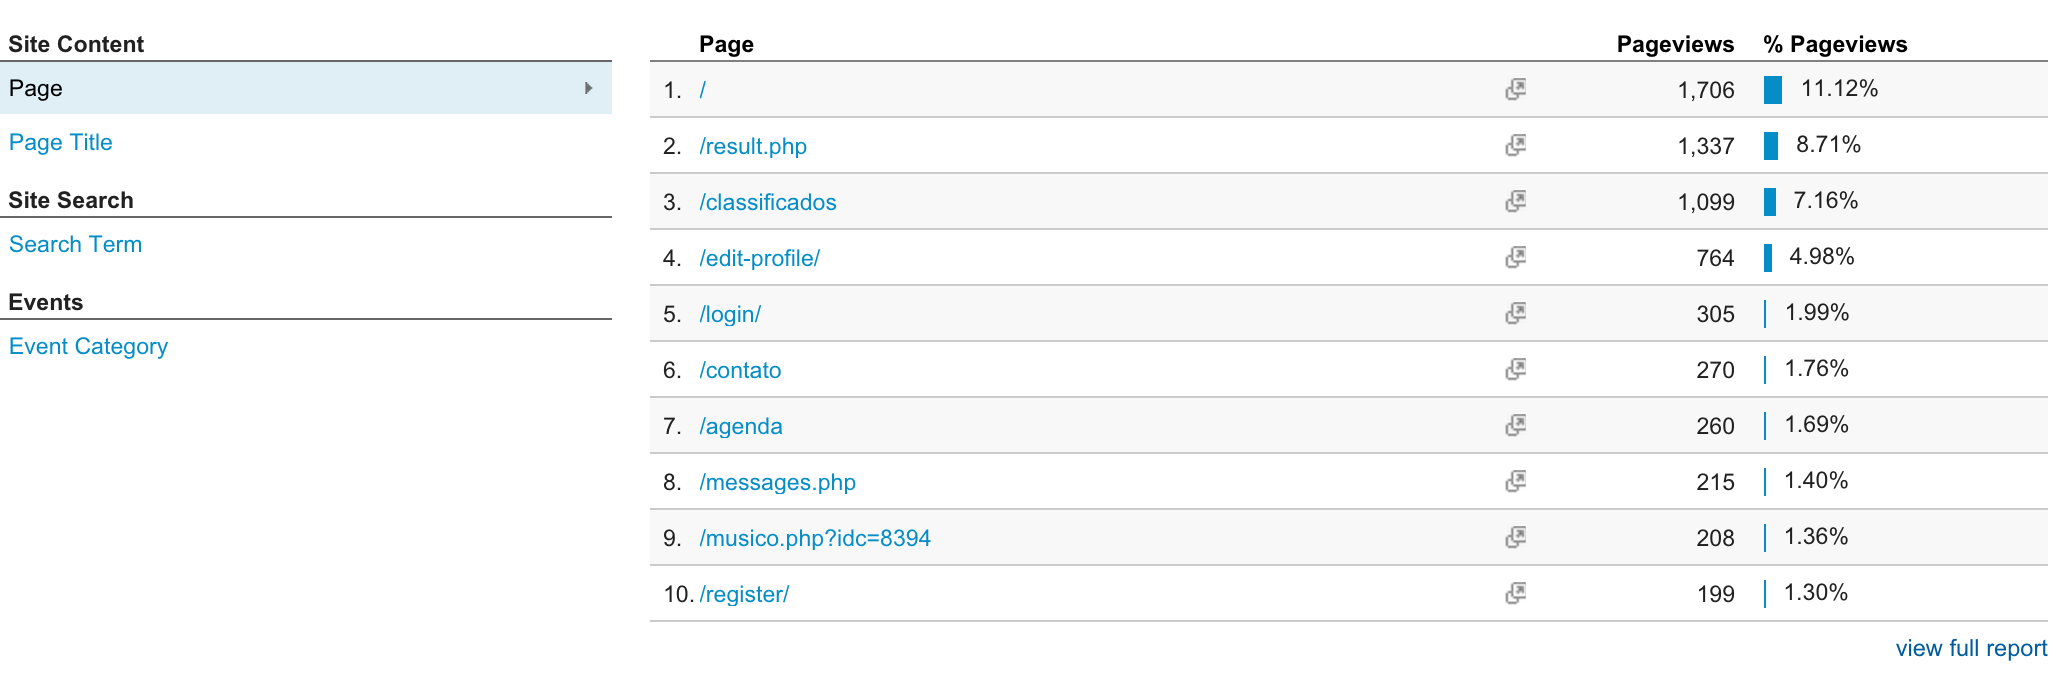 Site Content
Page
Page Title
Site Search
Search Term
Events
Event Category
Page Pageviews % Pageviews
1. / 1,706 11.12%
2. /result.php 1,337 8.71%
3. /classificados 1,099 7.16%
4. /edit-profile/ 764 4.98%
5. /login/ 305 1.99%
6. /contato 270 1.76%
7. /agenda 260 1.69%
8. /messages.php 215 1.40%
9. /musico.php?idc=8394 208 1.36%
10. /register/ 199 1.30%
view full report